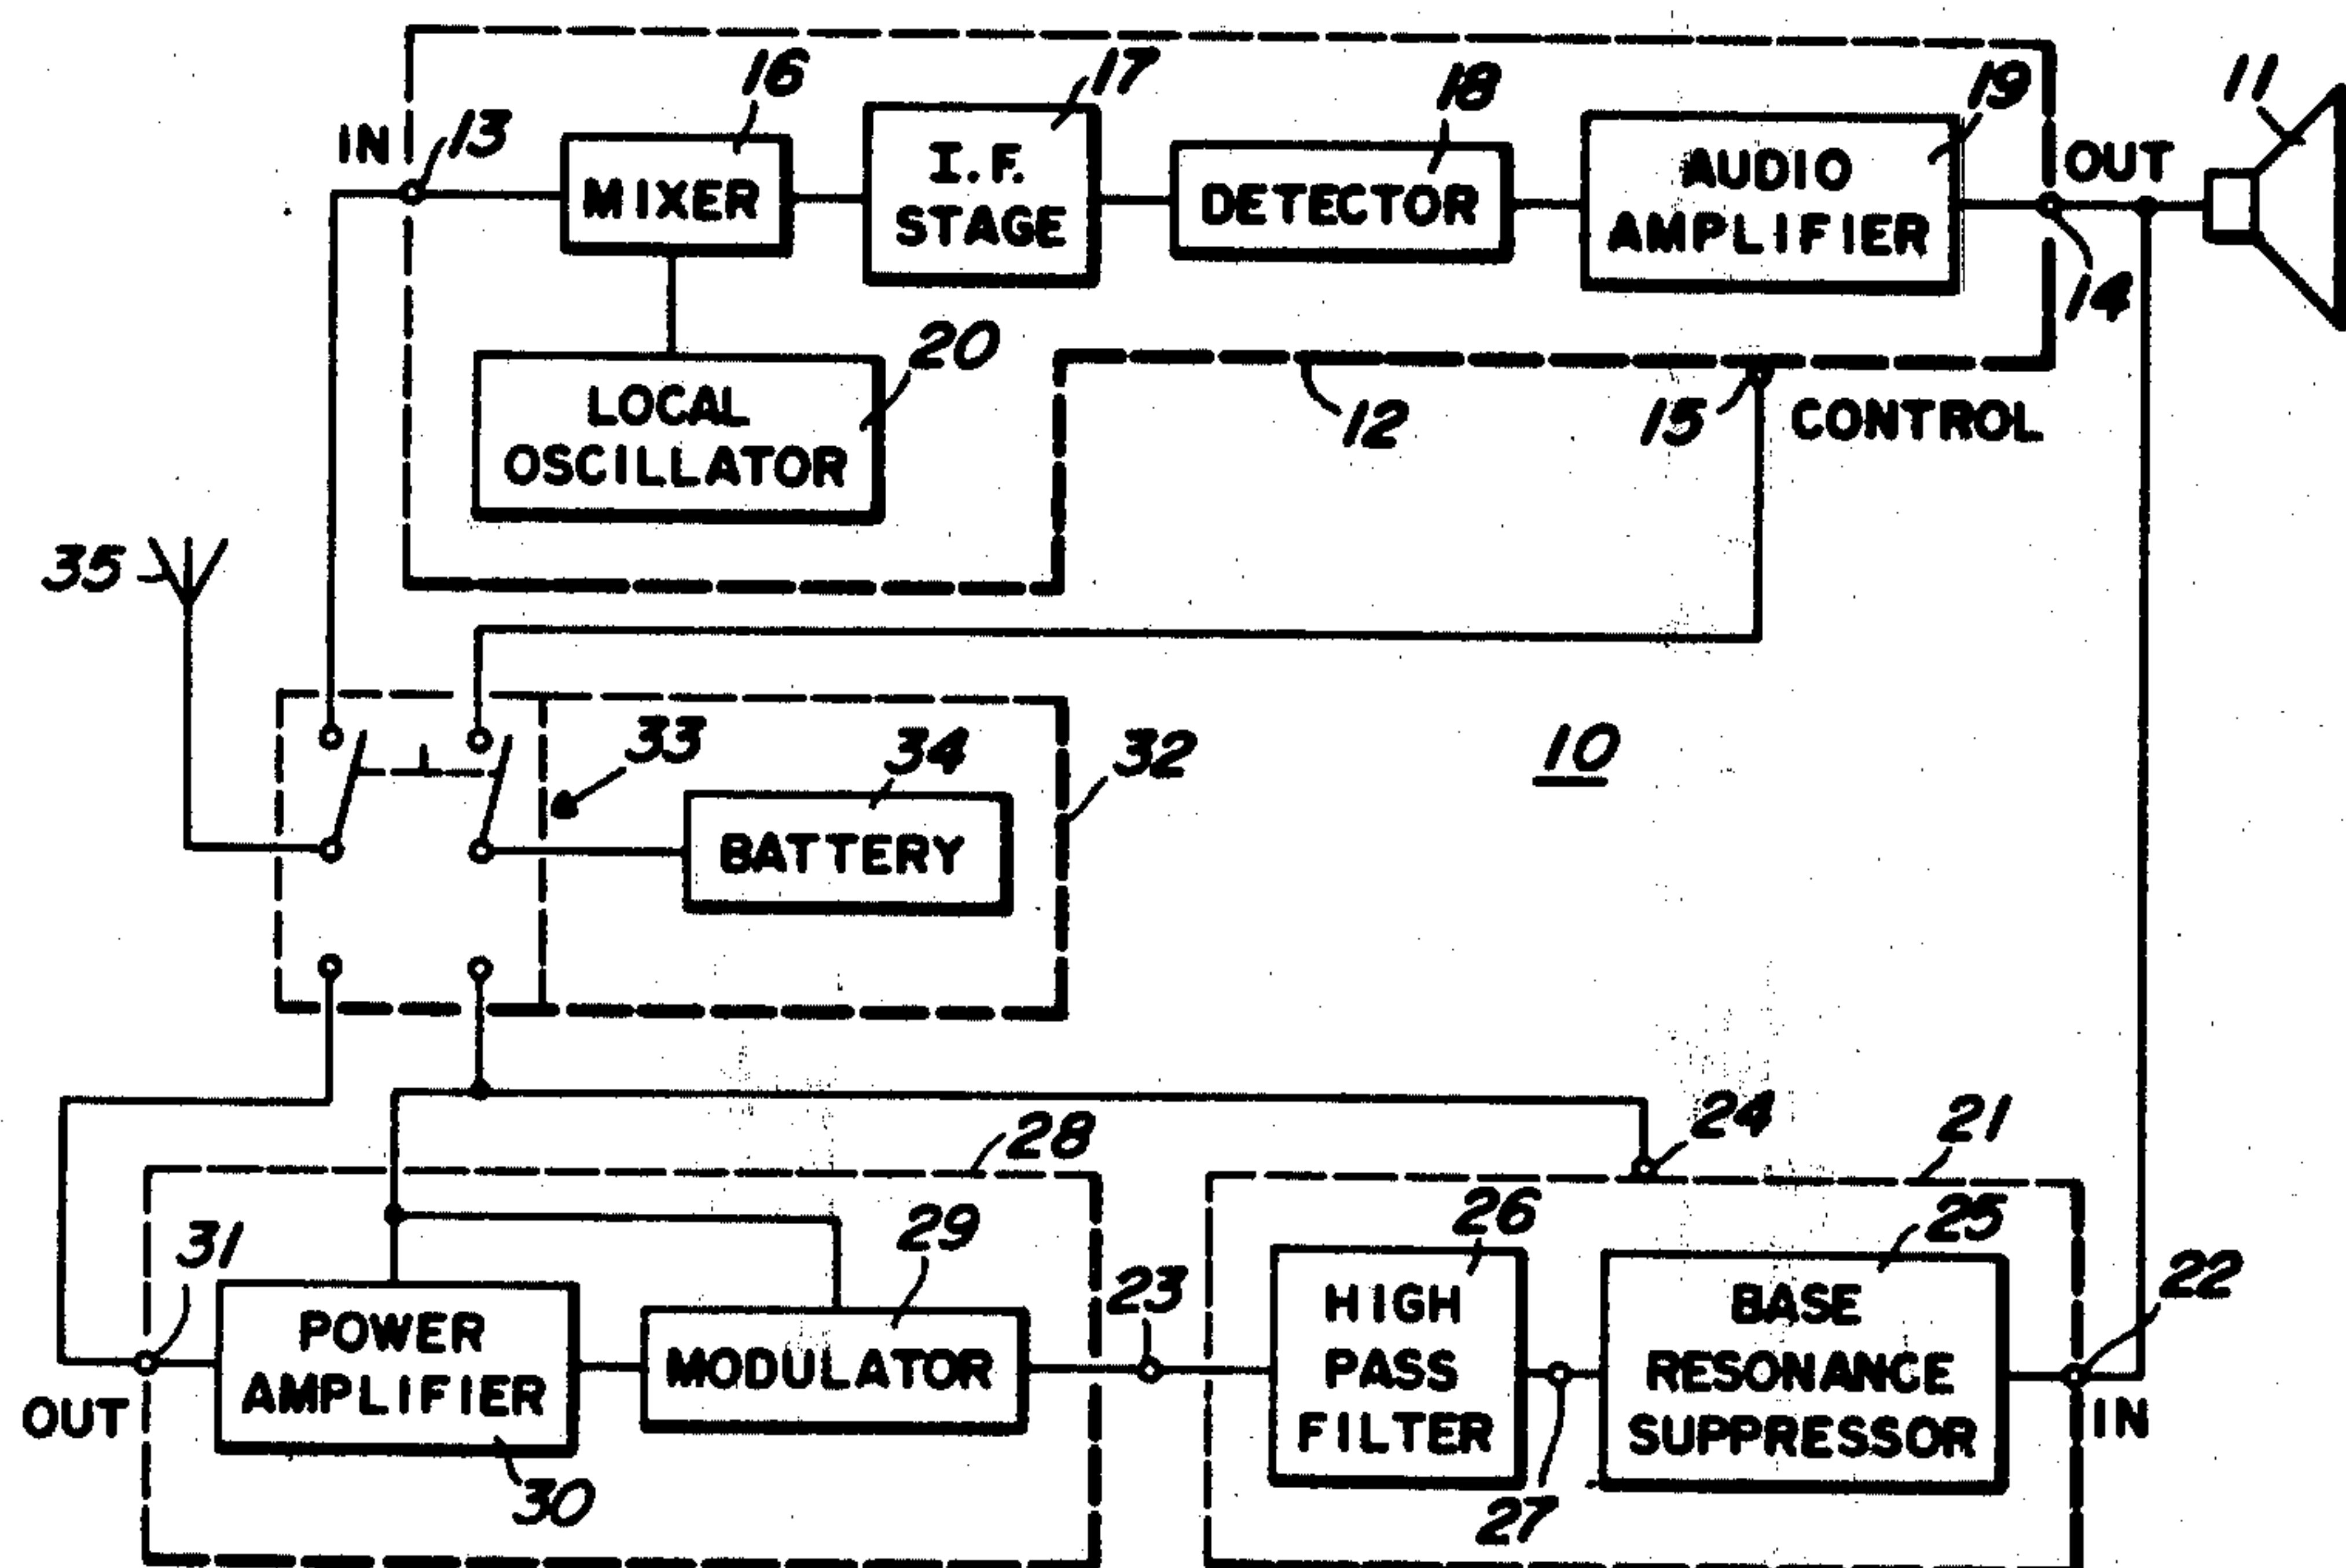 16
17
18
19
11
IN
13
OUT
MIXER
I.F.
STAGE
DETECTOR
AUDIO
AMPLIFIER
14
20
LOCAL
OSCILLATOR
12
15
CONTROL
35
33
34
32
10
BATTERY
28
24
21
31
29
26
25
23
22
POWER
AMPLIFIER
MODULATOR
HIGH
PASS
FILTER
BASE
RESONANCE
SUPPRESSOR
OUT
IN
30
27